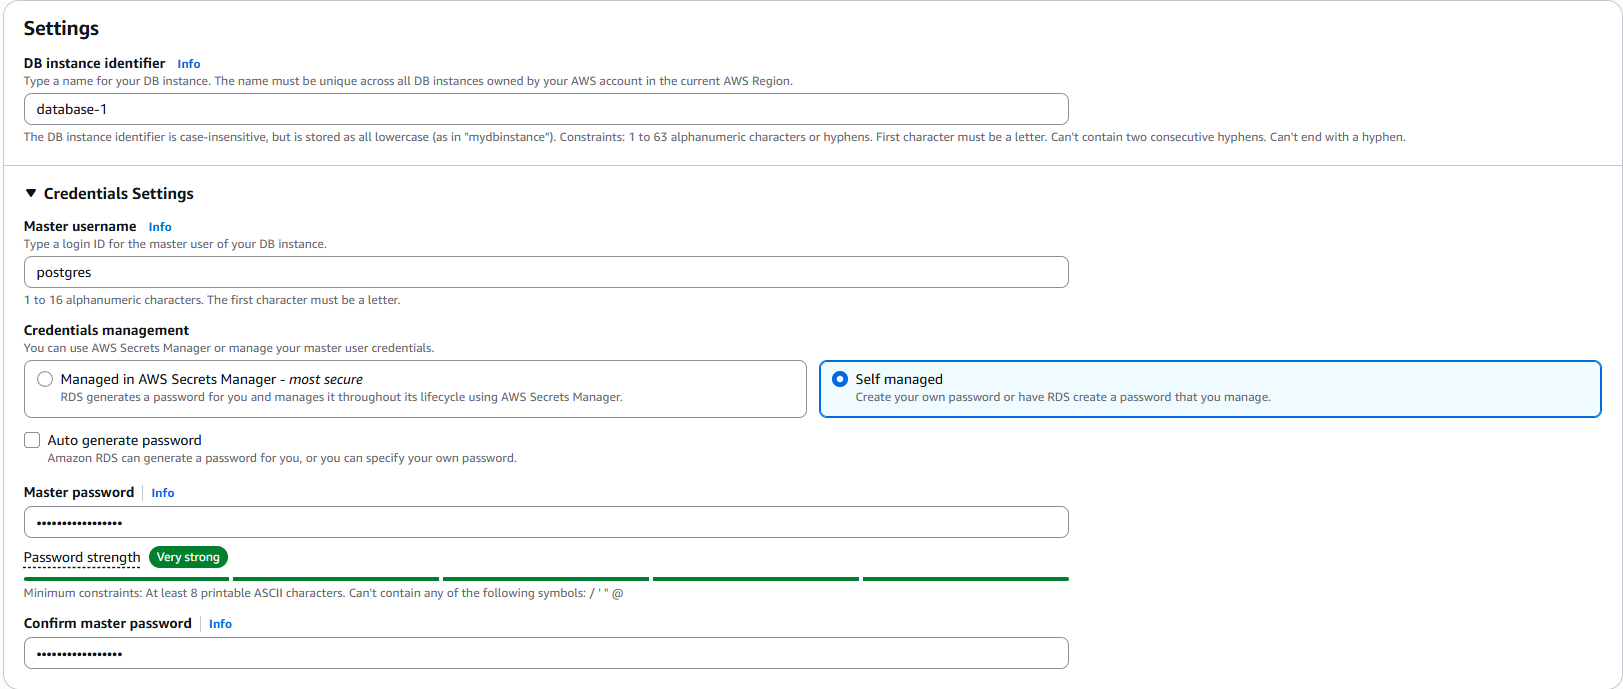 Settings
DB instance identifier Info
Type a name for your DB instance. The name must be unique across all DB instances owned by your AWS account in the current AWS Region.
database-1
The DB instance identifier is case-insensitive, but is stored as all lowercase (as in "mydbinstance"). Constraints: 1 to 63 alphanumeric characters or hyphens. First character must be a letter. Can't contain two consecutive hyphens. Can't end with a hyphen.
Credentials Settings
Master username Info
Type a login ID for the master user of your DB instance.
postgres
1 to 16 alphanumeric characters. The first character must be a letter.
Credentials management
You can use AWS Secrets Manager or manage your master user credentials.
Managed in AWS Secrets Manager - most secure
RDS generates a password for you and manages it throughout its lifecycle using AWS Secrets Manager.
Self managed
Create your own password or have RDS create a password that you manage.
Auto generate password
Amazon RDS can generate a password for you, or you can specify your own password.
Master password Info
•••••••••••••••••
Password strength Very strong
Minimum constraints: At least 8 printable ASCII characters. Can't contain any of the following symbols: / ' " @
Confirm master password Info
•••••••••••••••••